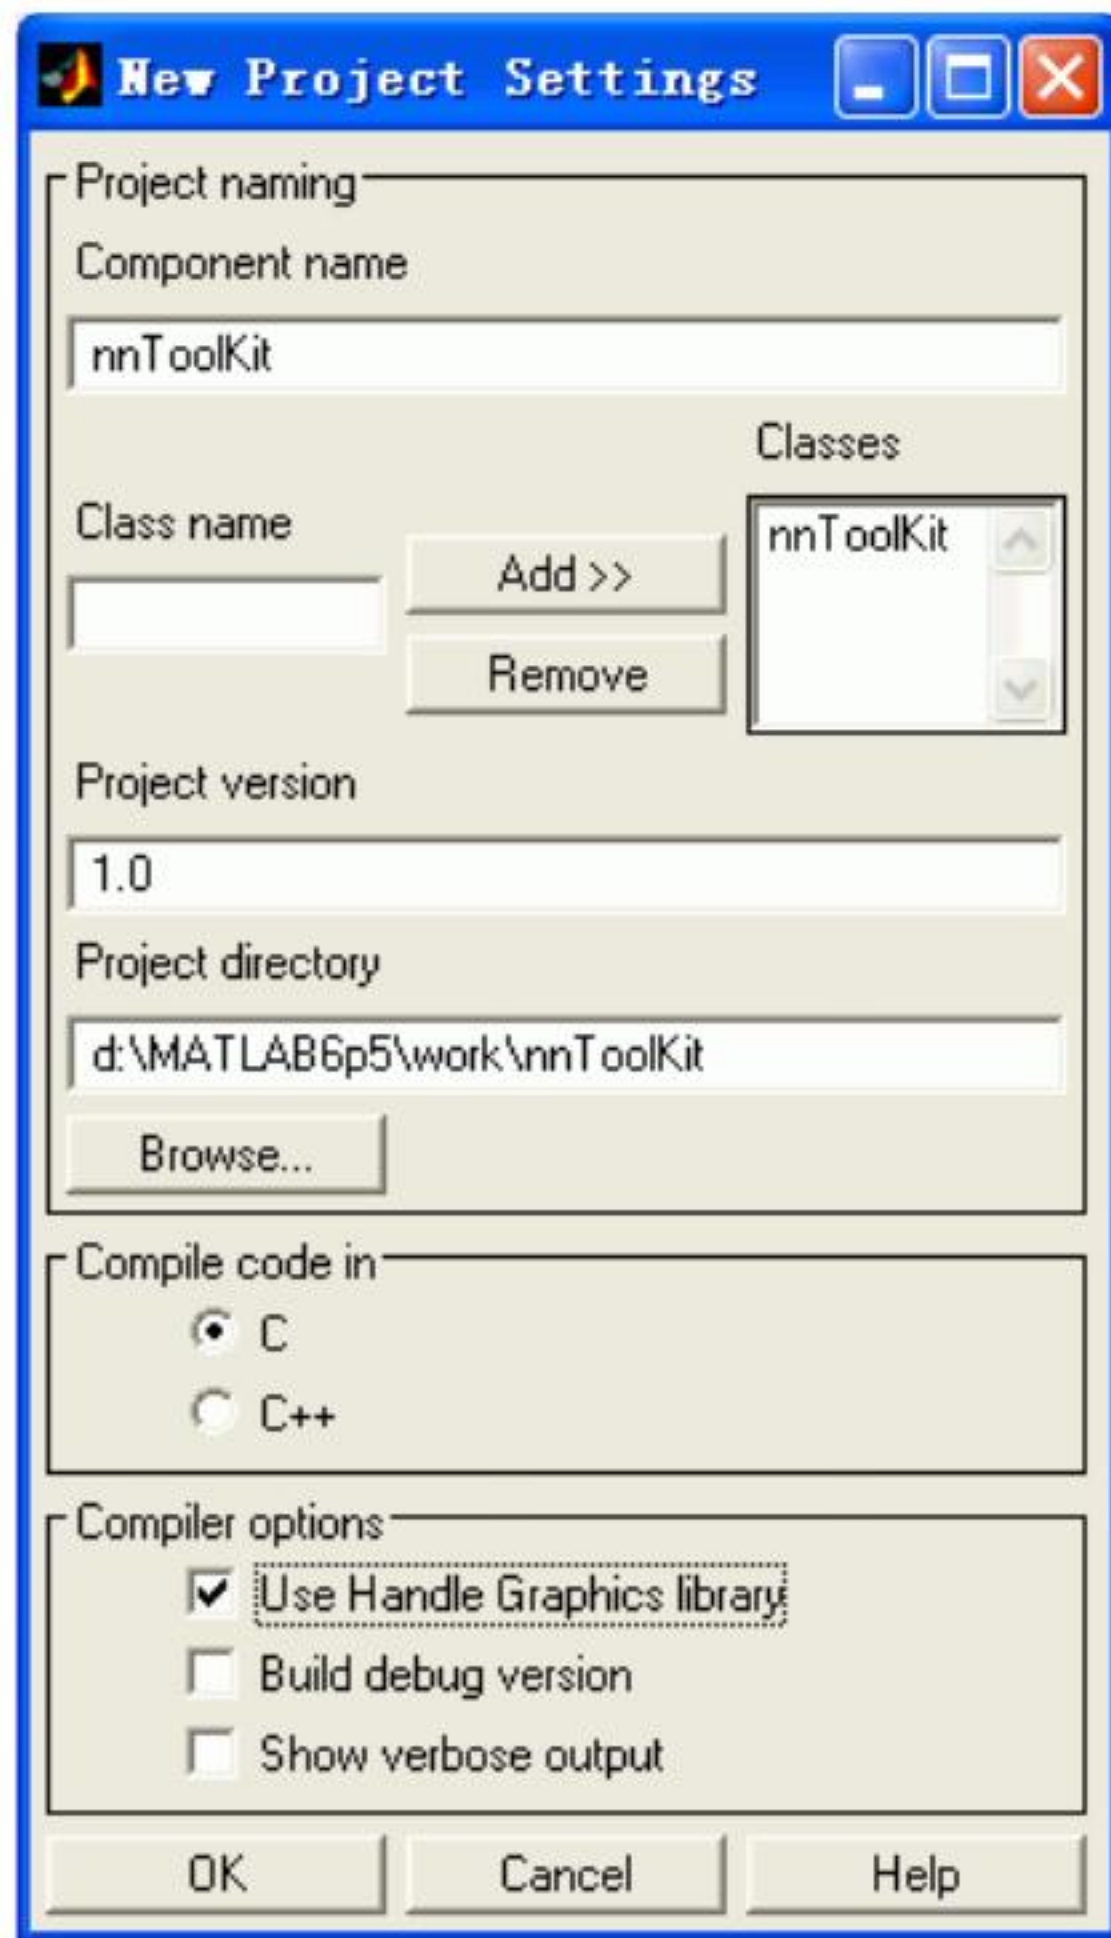 New Project Settings
Project naming
Component name
nnToolKit
Classes
Class name
nnToolKit
Add >>
Remove
Project version
1.0
Project directory
d:\MATLAB6p5\work\nnToolKit
Browse...
Compile code in
C
C++
Compiler options
Use Handle Graphics library
Build debug version
Show verbose output
OK Cancel Help